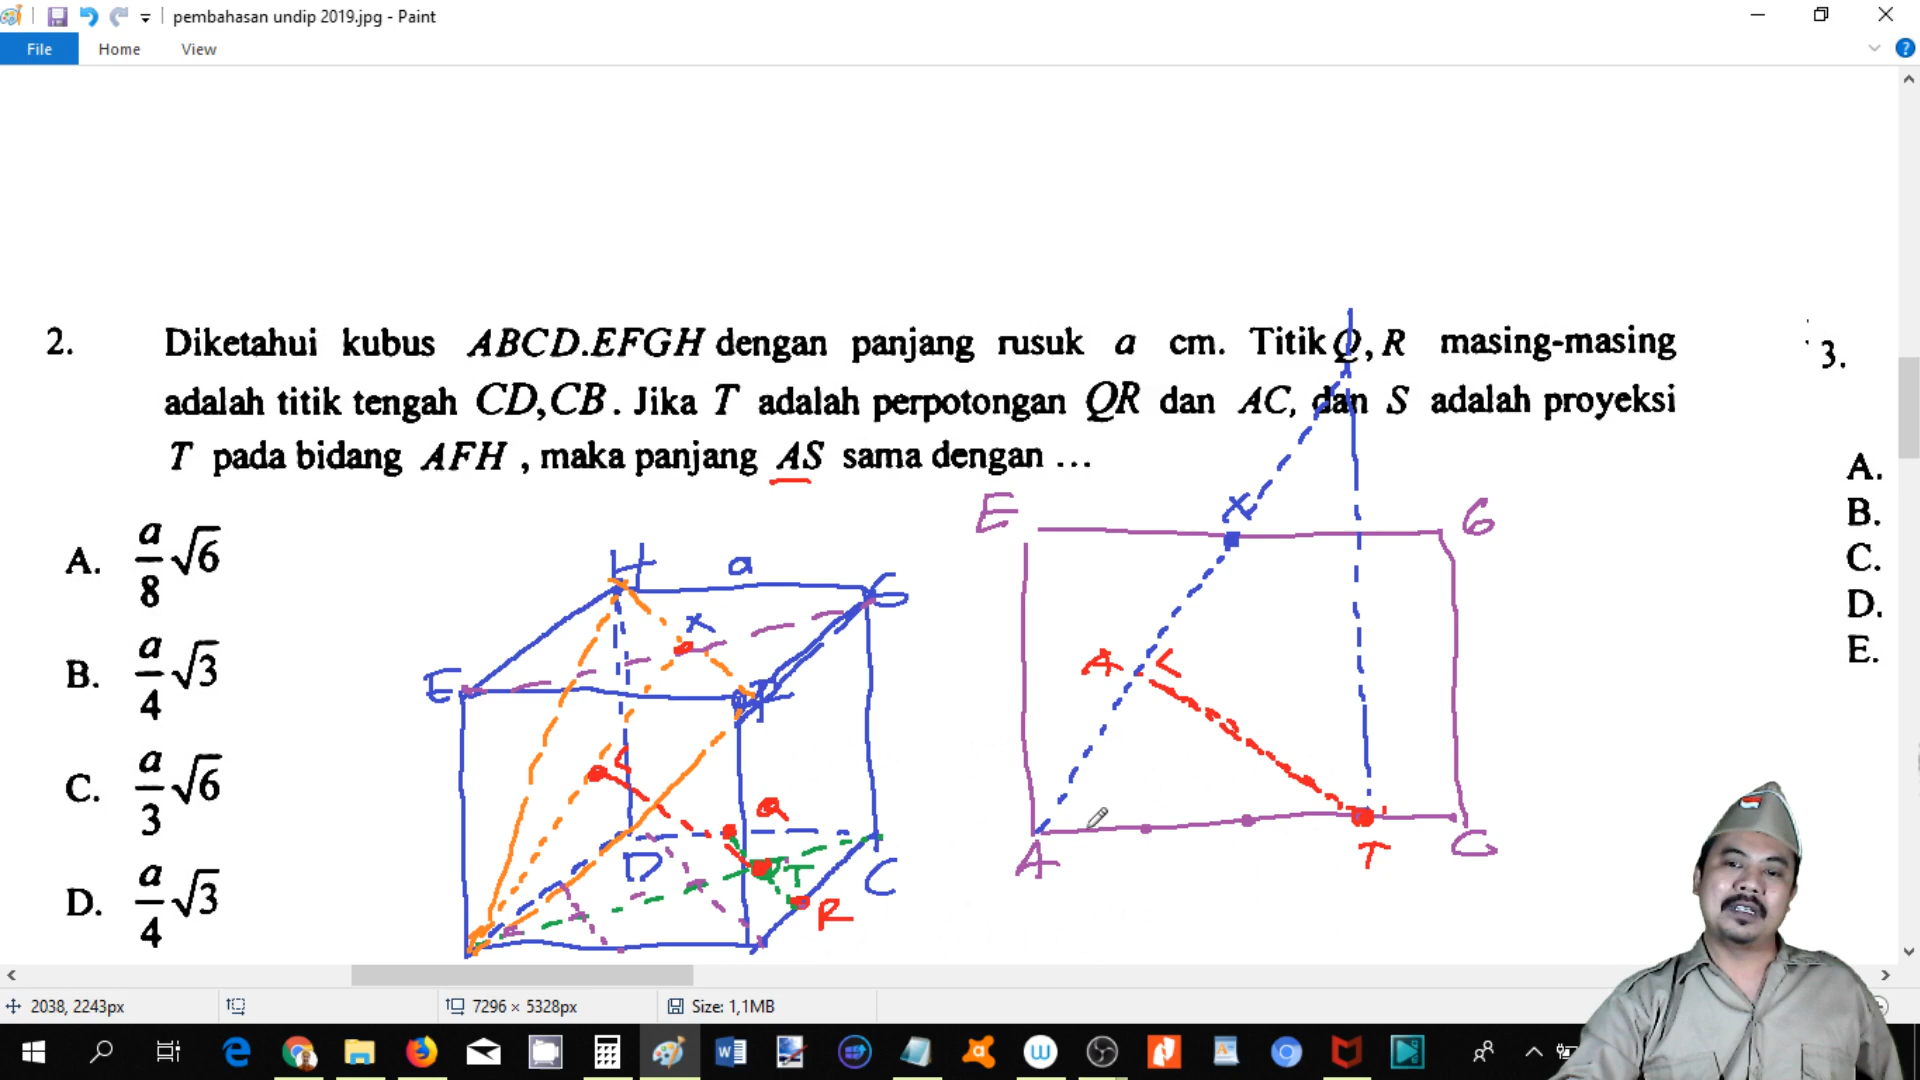 pembahasan undip 2019.jpg - Paint
File Home View
2. Diketahui kubus ABCD.EFGH dengan panjang rusuk a cm. Titik Q, R masing-masing
adalah titik tengah CD, CB. Jika T adalah perpotongan QR dan AC, dan S adalah proyeksi
T pada bidang AFH, maka panjang AS sama dengan ...
A. a/8 √6
B. a/4 √3
C. a/3 √6
D. a/4 √3
3.
A.
B.
C.
D.
E.
H a G
X
E F
S
Q
D T C
R
E X G
A S
A T C
2038, 2243px
7296 × 5328px
Size: 1,1MB